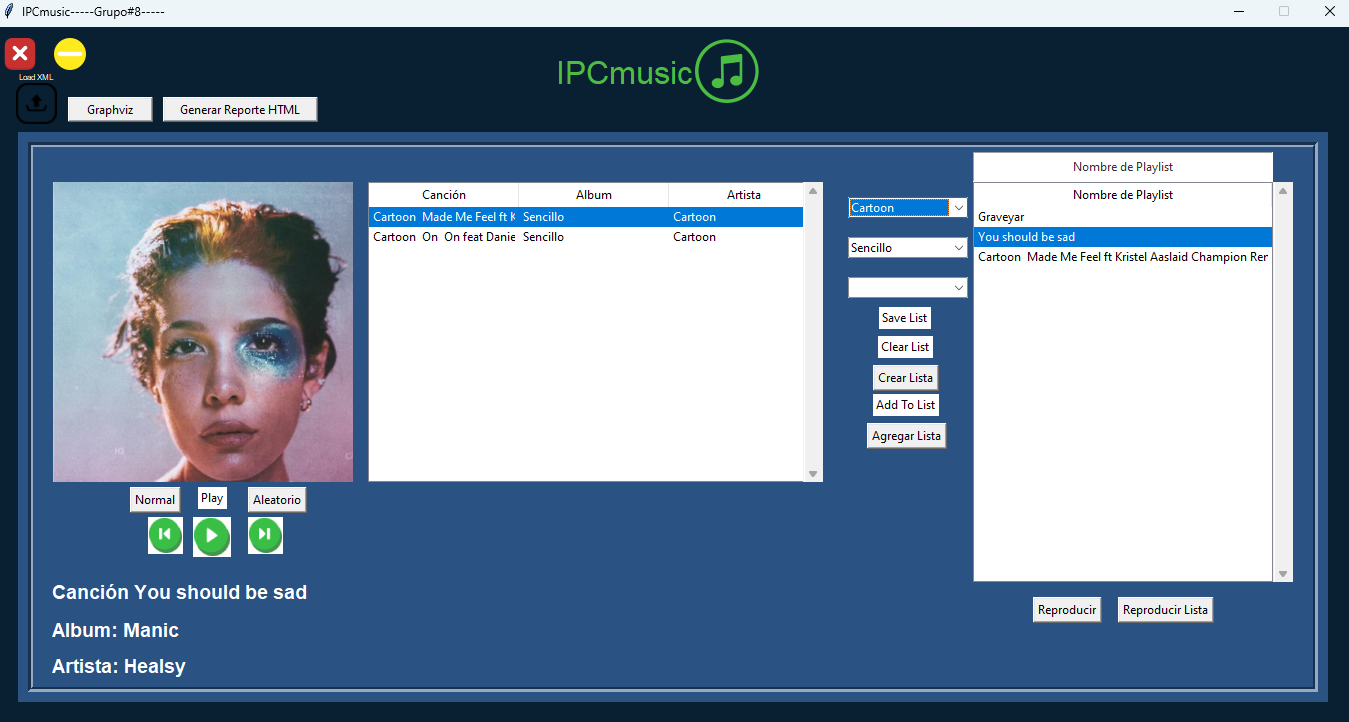 IPCmusic-----Grupo#8-----
IPCmusic
Load XML
Graphviz
Generar Reporte HTML
Nombre de Playlist
Canción Album Artista
Cartoon Made Me Feel ft K Sencillo Cartoon
Cartoon On On feat Danie Sencillo Cartoon
Cartoon
Sencillo
Save List
Clear List
Crear Lista
Add To List
Agregar Lista
Nombre de Playlist
Graveyar
You should be sad
Cartoon Made Me Feel ft Kristel Aaslaid Champion Rer
Normal
Play
Aleatorio
Canción You should be sad
Album: Manic
Artista: Healsy
Reproducir
Reproducir Lista